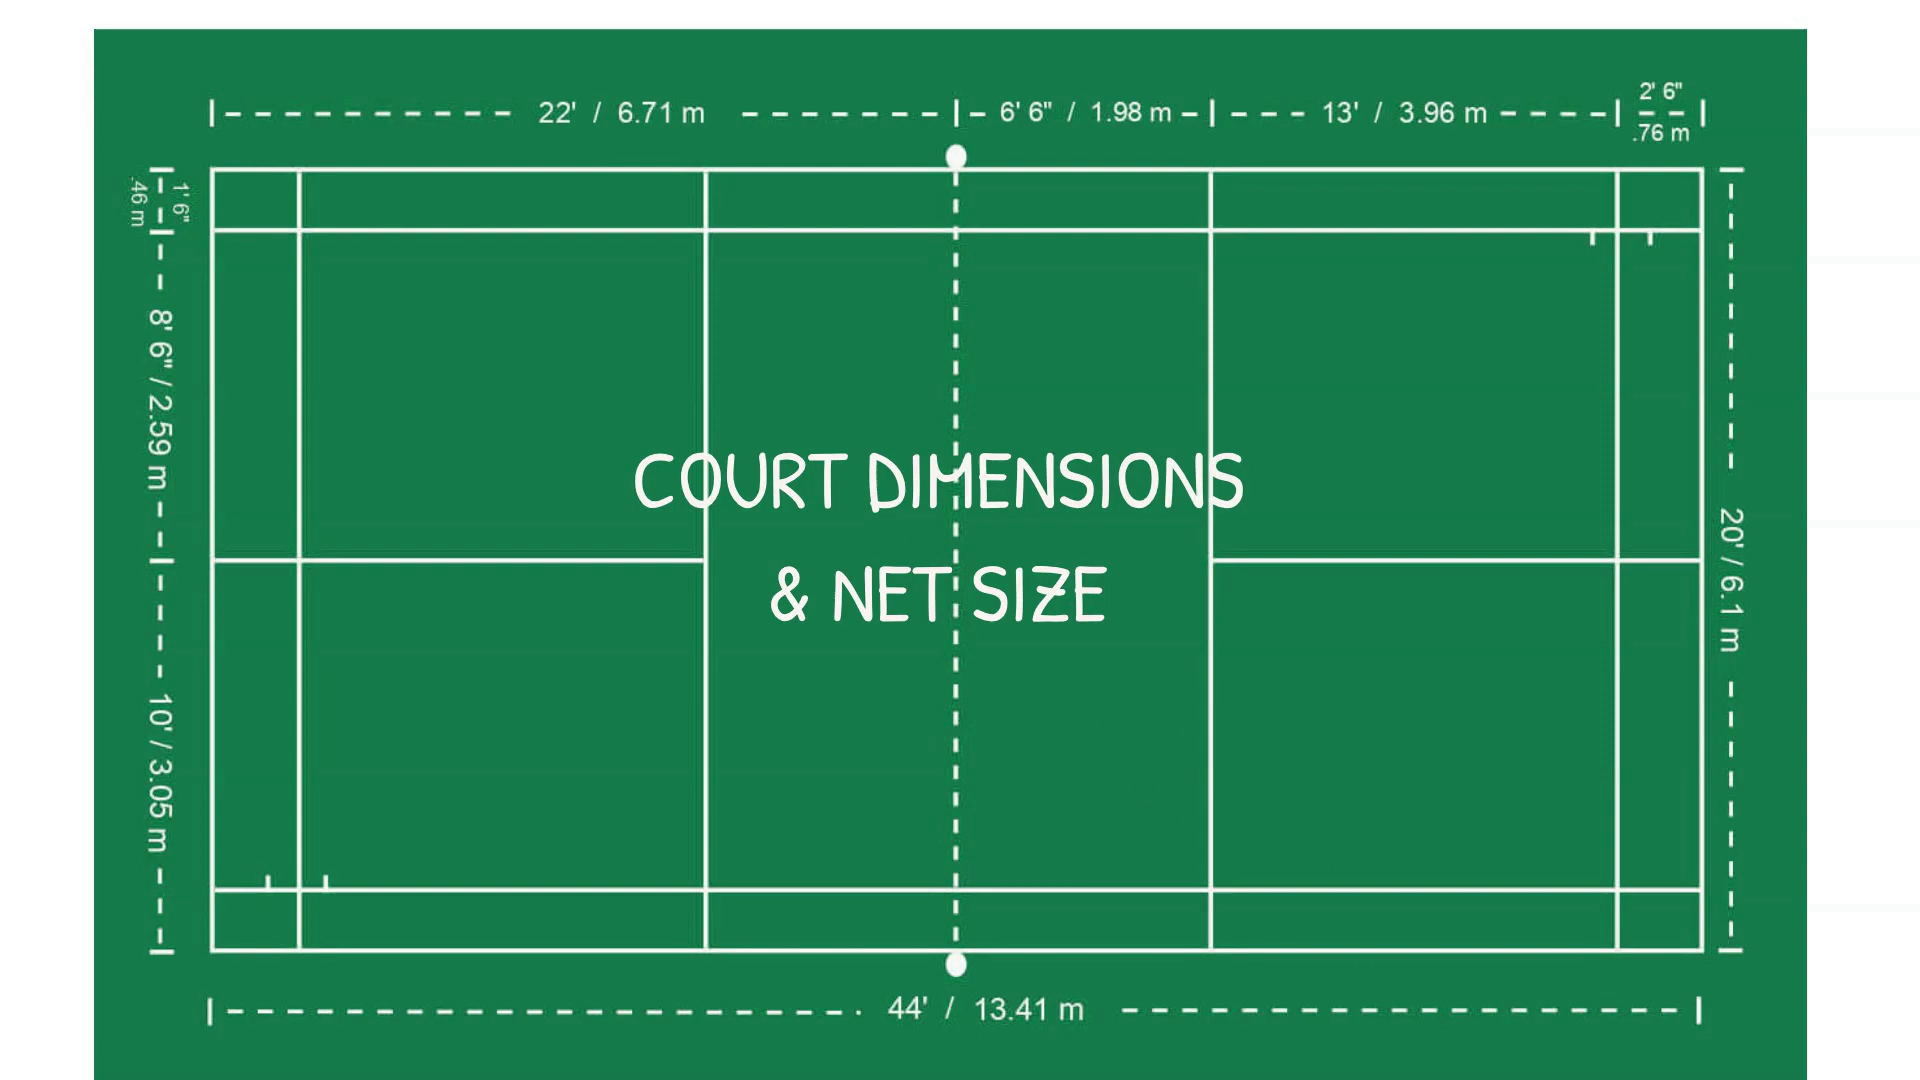 2' 6"
22' / 6.71 m
6' 6" / 1.98 m
13' / 3.96 m
.76 m
1' 6"
.46 m
8' 6" / 2.59 m
COURT DIMENSIONS
& NET SIZE
20' / 6.1 m
10' / 3.05 m
44' / 13.41 m